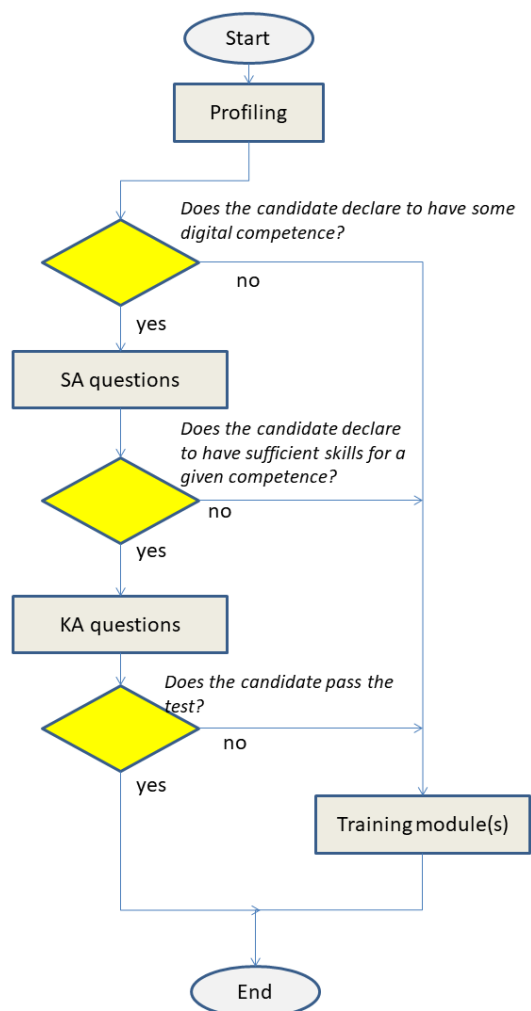 Start
Profiling
Does the candidate declare to have some
digital competence?
no
yes
SA questions
Does the candidate declare
to have sufficient skills for a
given competence?
no
yes
KA questions
Does the candidate pass the
test?
no
yes
Training module(s)
End